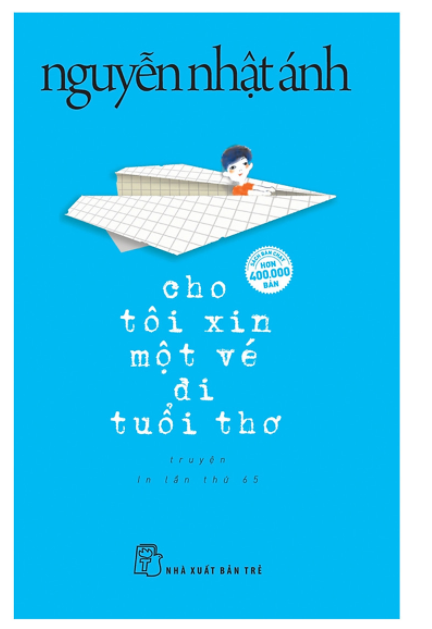 nguyễn nhật ánh
SÁCH BÁN CHẠY
HƠN
400.000
BẢN
cho
tôi xin
một vé
đi
tuổi thơ
truyện
in lần thứ 65
NHÀ XUẤT BẢN TRẺ